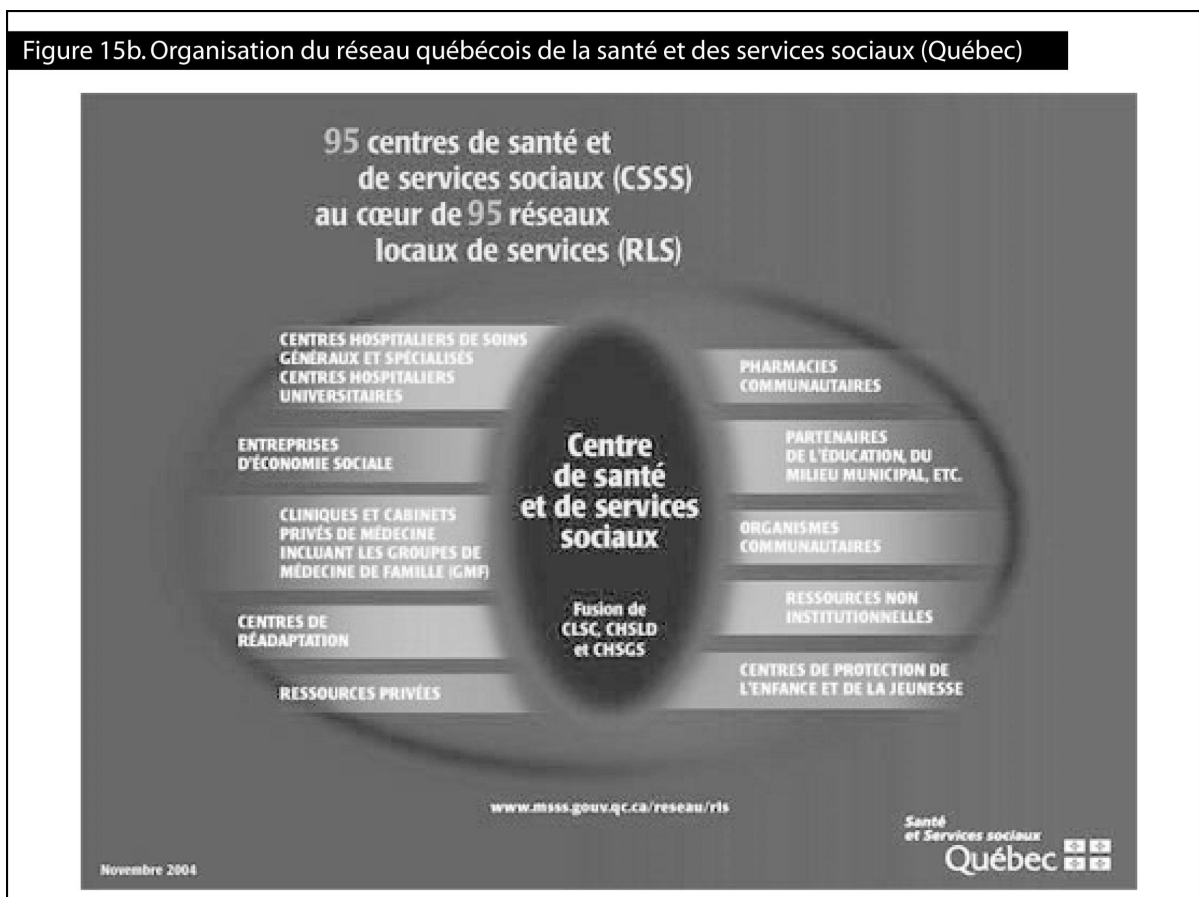 Figure 15b. Organisation du réseau québécois de la santé et des services sociaux (Québec)
95 centres de santé et
de services sociaux (CSSS)
au cœur de 95 réseaux
locaux de services (RLS)
CENTRES HOSPITALIERS DE SOINS
GÉNÉRAUX ET SPÉCIALISÉS
CENTRES HOSPITALIERS
UNIVERSITAIRES
ENTREPRISES
D'ÉCONOMIE SOCIALE
CLINIQUES ET CABINETS
PRIVÉS DE MÉDECINE
INCLUANT LES GROUPES DE
MÉDECINE DE FAMILLE (GMF)
CENTRES DE
RÉADAPTATION
RESSOURCES PRIVÉES
Centre
de santé
et de services
sociaux
Fusion de
CLSC, CHSLD
et CHSGS
PHARMACIES
COMMUNAUTAIRES
PARTENAIRES
DE L'ÉDUCATION, DU
MILIEU MUNICIPAL, ETC.
ORGANISMES
COMMUNAUTAIRES
RESSOURCES NON
INSTITUTIONNELLES
CENTRES DE PROTECTION DE
L'ENFANCE ET DE LA JEUNESSE
www.msss.gouv.qc.ca/reseau/rls
Novembre 2004
Santé
et Services sociaux
Québec